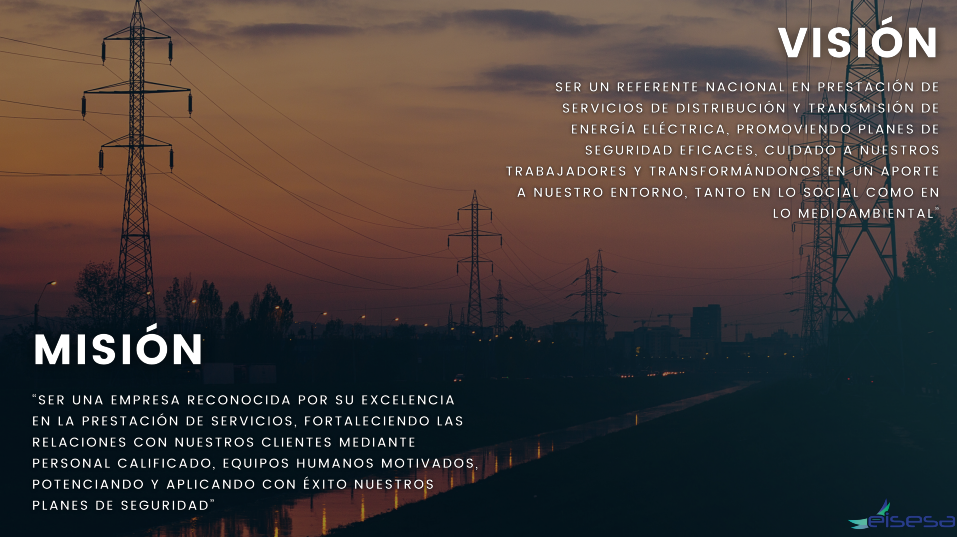 VISIÓN
SER UN REFERENTE NACIONAL EN PRESTACIÓN DE
SERVICIOS DE DISTRIBUCIÓN Y TRANSMISIÓN DE
ENERGÍA ELÉCTRICA, PROMOVIENDO PLANES DE
SEGURIDAD EFICACES, CUIDADO A NUESTROS
TRABAJADORES Y TRANSFORMÁNDONOS EN UN APORTE
A NUESTRO ENTORNO, TANTO EN LO SOCIAL COMO EN
LO MEDIOAMBIENTAL”
MISIÓN
“SER UNA EMPRESA RECONOCIDA POR SU EXCELENCIA
EN LA PRESTACIÓN DE SERVICIOS, FORTALECIENDO LAS
RELACIONES CON NUESTROS CLIENTES MEDIANTE
PERSONAL CALIFICADO, EQUIPOS HUMANOS MOTIVADOS,
POTENCIANDO Y APLICANDO CON ÉXITO NUESTROS
PLANES DE SEGURIDAD”
eisesa